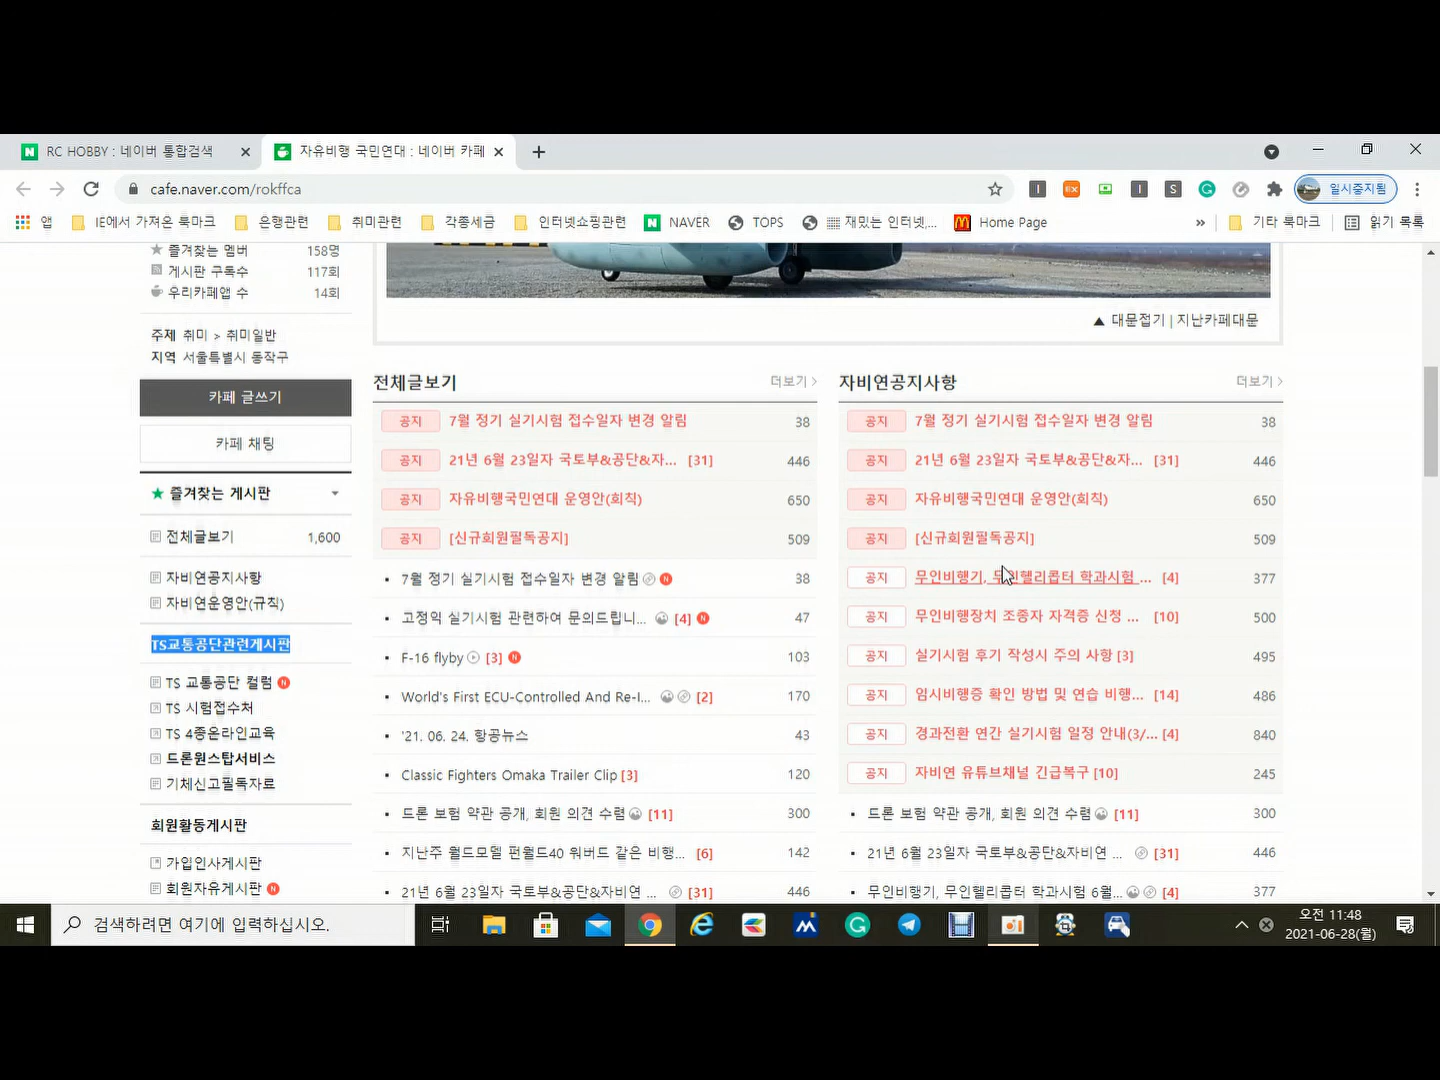 RC HOBBY : 네이버 통합검색
자유비행 국민연대 : 네이버 카페
cafe.naver.com/rokffca
일시중지됨
앱
IE에서 가져온 북마크
은행관련
취미관련
각종세금
인터넷쇼핑관련
NAVER
TOPS
재밌는 인터넷,...
Home Page
»
기타 북마크
읽기 목록
즐겨찾는 멤버 158명
게시판 구독수 117회
우리카페앱 수 14회
주제 취미 > 취미일반
지역 서울특별시 동작구
카페 글쓰기
카페 채팅
즐겨찾는 게시판
전체글보기 1,600
자비연공지사항
자비연운영안(규칙)
TS교통공단관련게시판
TS 교통공단 컬럼 N
TS 시험접수처
TS 4종온라인교육
드론원스탑서비스
기체신고필독자료
회원활동게시판
가입인사게시판
회원자유게시판 N
▲ 대문접기 | 지난카페대문
전체글보기 더보기 >
공지 7월 정기 실기시험 접수일자 변경 알림 38
공지 21년 6월 23일자 국토부&공단&자... [31] 446
공지 자유비행국민연대 운영안(회칙) 650
공지 [신규회원필독공지] 509
7월 정기 실기시험 접수일자 변경 알림 N 38
고정익 실기시험 관련하여 문의드립니... [4] N 47
F-16 flyby [3] N 103
World's First ECU-Controlled And Re-I... [2] 170
'21. 06. 24. 항공뉴스 43
Classic Fighters Omaka Trailer Clip [3] 120
드론 보험 약관 공개, 회원 의견 수렴 [11] 300
지난주 월드모델 펀월드40 워버드 같은 비행... [6] 142
21년 6월 23일자 국토부&공단&자비연 ... [31] 446
자비연공지사항 더보기 >
공지 7월 정기 실기시험 접수일자 변경 알림 38
공지 21년 6월 23일자 국토부&공단&자... [31] 446
공지 자유비행국민연대 운영안(회칙) 650
공지 [신규회원필독공지] 509
공지 무인비행기, 무인헬리콥터 학과시험 ... [4] 377
공지 무인비행장치 조종자 자격증 신청 ... [10] 500
공지 실기시험 후기 작성시 주의 사항 [3] 495
공지 임시비행증 확인 방법 및 연습 비행... [14] 486
공지 경과전환 연간 실기시험 일정 안내(3/... [4] 840
공지 자비연 유튜브채널 긴급복구 [10] 245
드론 보험 약관 공개, 회원 의견 수렴 [11] 300
21년 6월 23일자 국토부&공단&자비연 ... [31] 446
무인비행기, 무인헬리콥터 학과시험 6월... [4] 377
검색하려면 여기에 입력하십시오.
오전 11:48
2021-06-28(월)